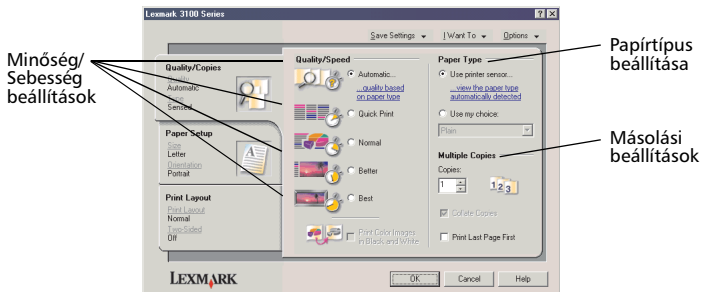 Lexmark 3100 Series
Save Settings
I Want To
Options
Minőség/
Sebesség
beállítások
Quality/Copies
Quality
Automatic
Sensed
Paper Setup
Size
Letter
Orientation
Portrait
Print Layout
Print Layout
Normal
Two-Sided
Off
Quality/Speed
Automatic...
...quality based
on paper type
Quick Print
Normal
Better
Best
Print Color Images
in Black and White
Paper Type
Use printer sensor...
...view the paper type
automatically detected
Use my choice:
Plain
Multiple Copies
Copies:
1
1 2 3
Collate Copies
Print Last Page First
Papírtípus
beállítása
Másolási
beállítások
LEXMARK
OK
Cancel
Help